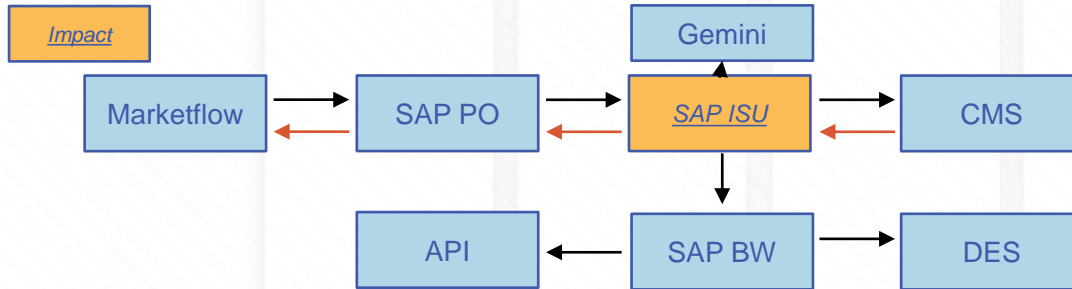 Impact
Gemini
Marketflow
SAP PO
SAP ISU
CMS
API
SAP BW
DES